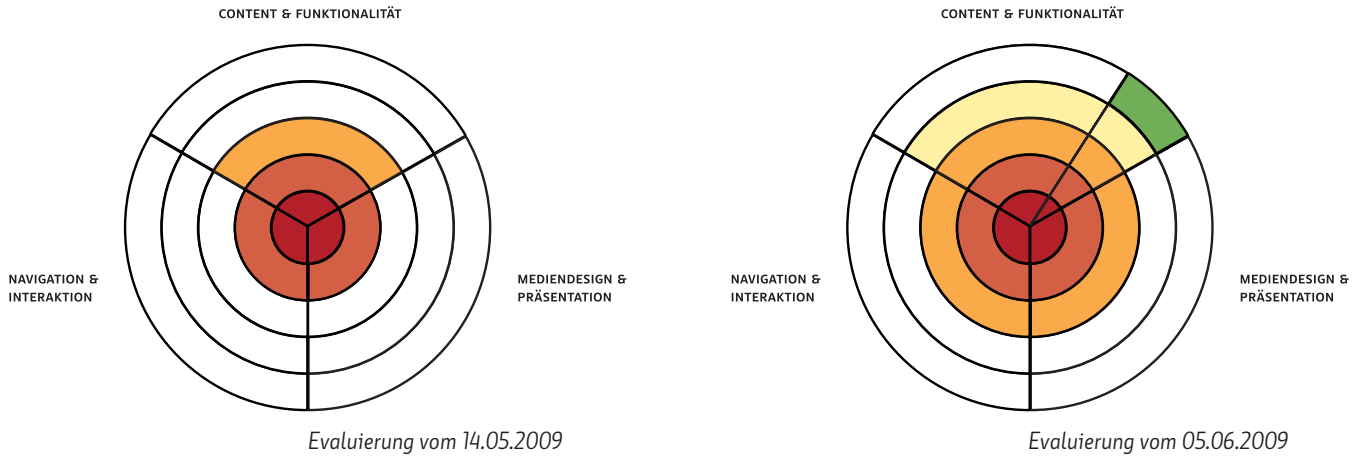 CONTENT & FUNKTIONALITÄT
NAVIGATION &
INTERAKTION
MEDIENDESIGN &
PRÄSENTATION
Evaluierung vom 14.05.2009
CONTENT & FUNKTIONALITÄT
NAVIGATION &
INTERAKTION
MEDIENDESIGN &
PRÄSENTATION
Evaluierung vom 05.06.2009